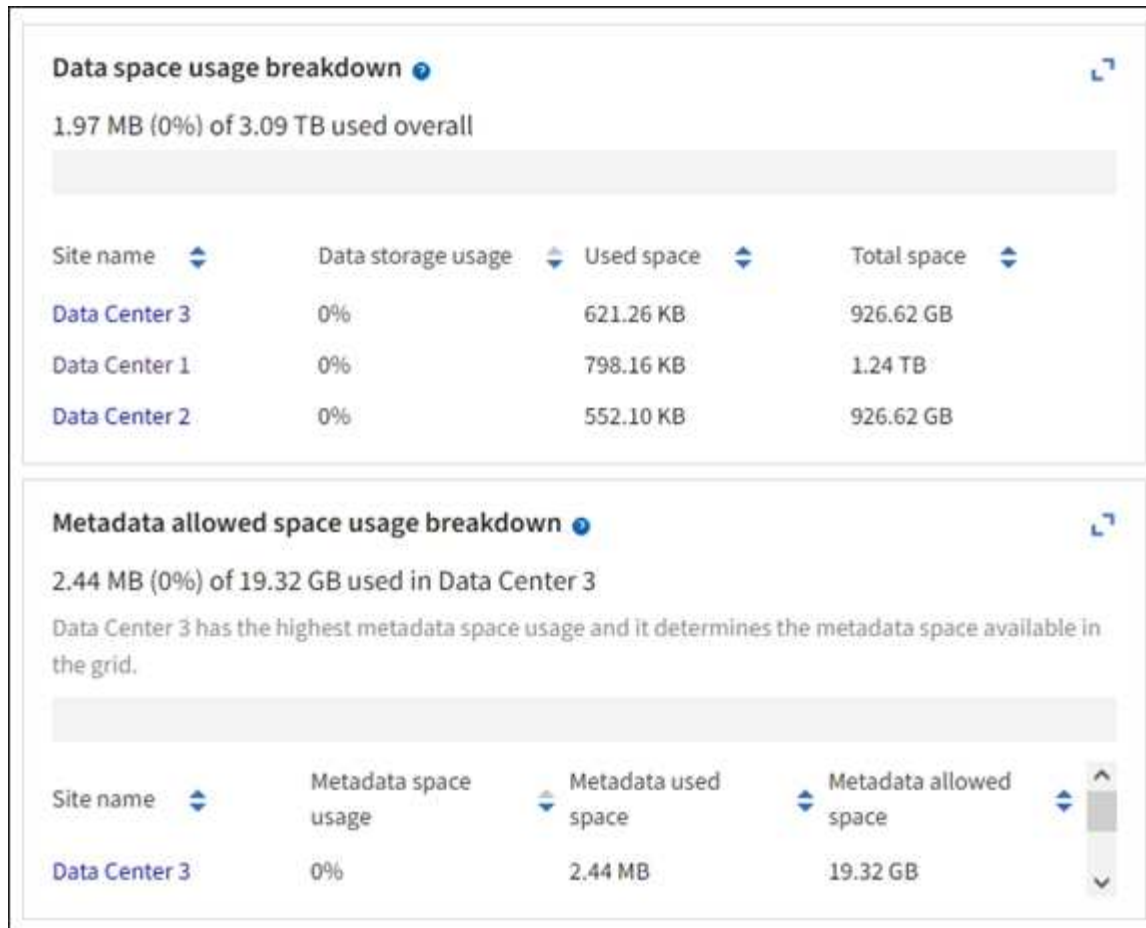 Data space usage breakdown
1.97 MB (0%) of 3.09 TB used overall
Site name Data storage usage Used space Total space
Data Center 3 0% 621.26 KB 926.62 GB
Data Center 1 0% 798.16 KB 1.24 TB
Data Center 2 0% 552.10 KB 926.62 GB
Metadata allowed space usage breakdown
2.44 MB (0%) of 19.32 GB used in Data Center 3
Data Center 3 has the highest metadata space usage and it determines the metadata space available in
the grid.
Site name Metadata space usage Metadata used space Metadata allowed space
Data Center 3 0% 2.44 MB 19.32 GB